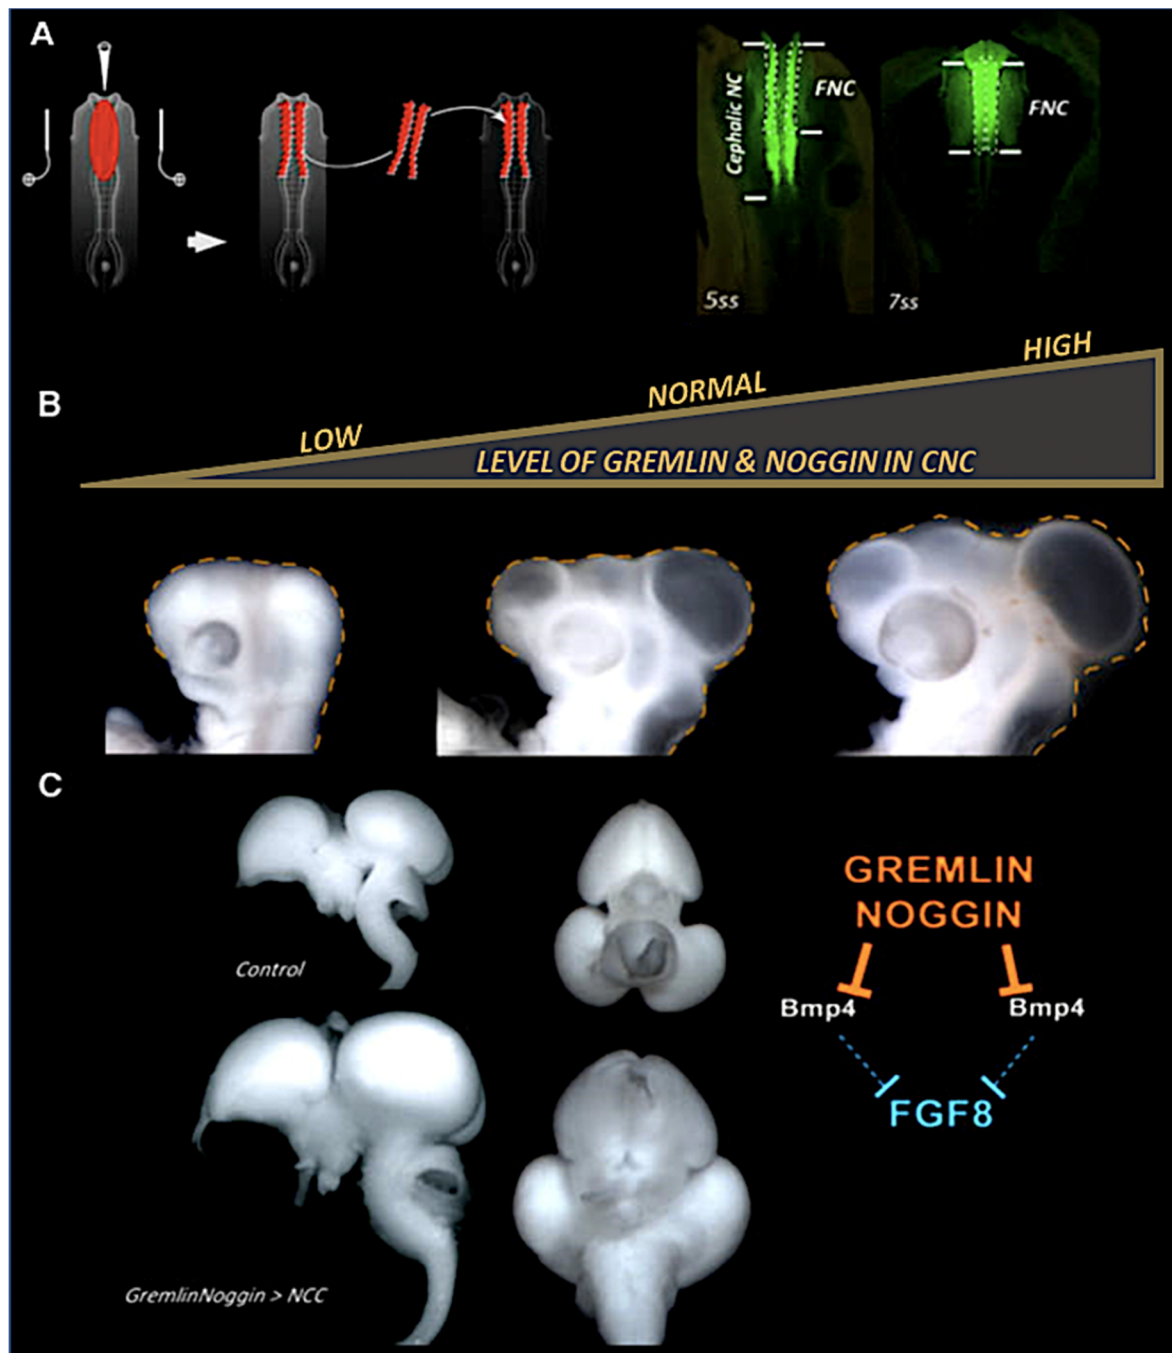 A
Cephalic NC
FNC
FNC
5ss
7ss
B
LOW
NORMAL
HIGH
LEVEL OF GREMLIN & NOGGIN IN CNC
C
Control
GremlinNoggin > NCC
GREMLIN
NOGGIN
Bmp4
Bmp4
FGF8